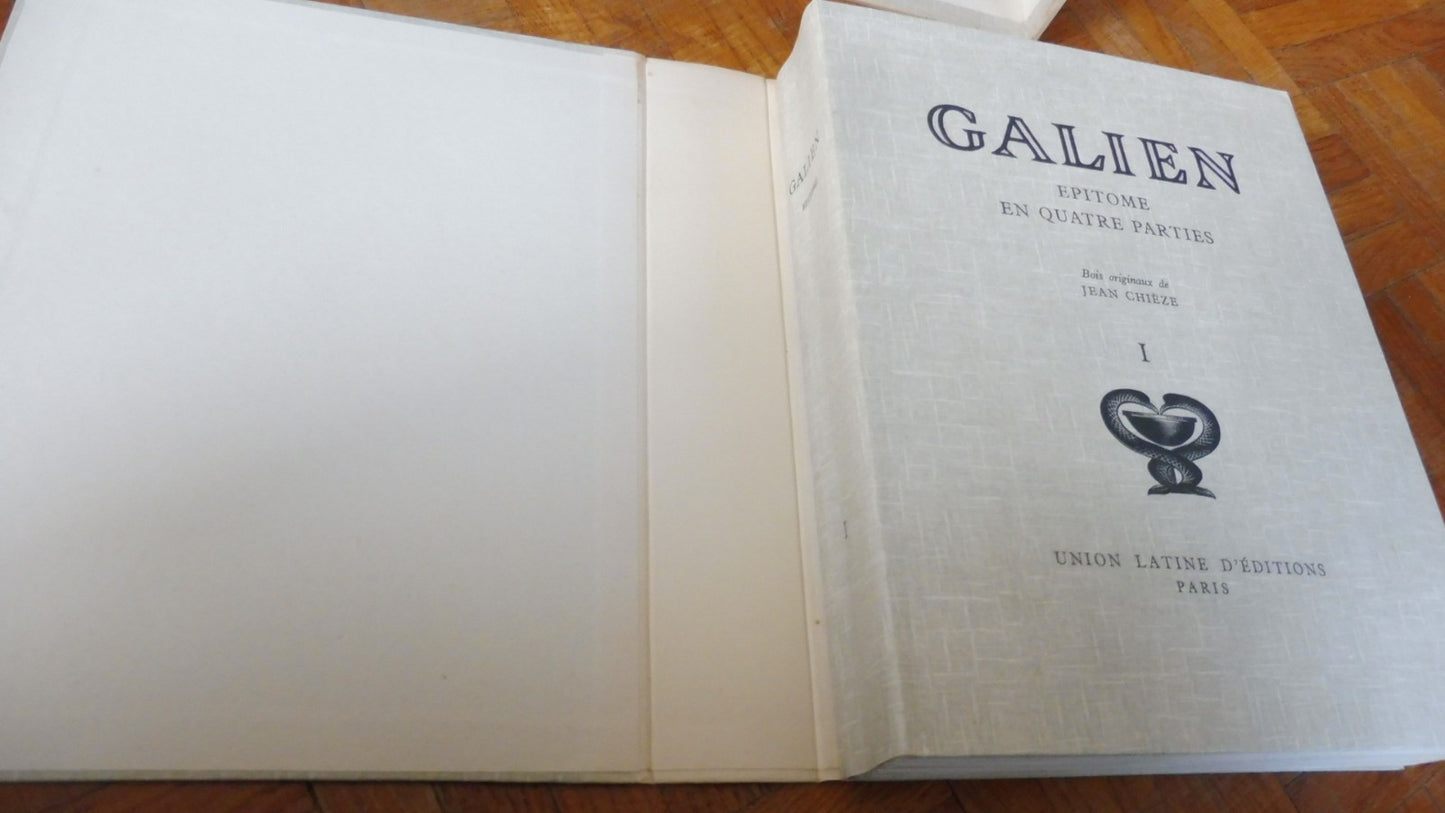 GALIEN
EPITOME
EN QUATRE PARTIES
Bois originaux de
JEAN CHIÈZE
I
UNION LATINE D'ÉDITIONS
PARIS
GALIEN
I